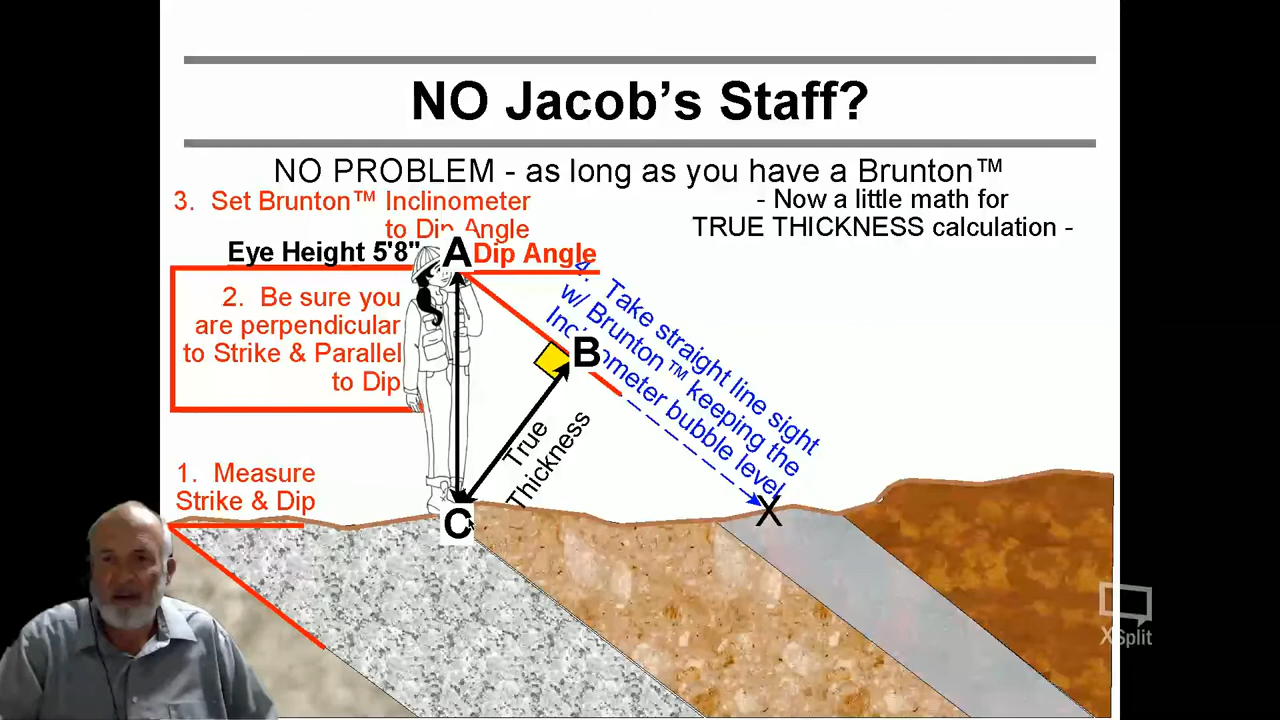 NO Jacob's Staff?
NO PROBLEM - as long as you have a Brunton™
3. Set Brunton™ Inclinometer
to Dip Angle
- Now a little math for
TRUE THICKNESS calculation -
Eye Height 5'8"
A
Dip Angle
2. Be sure you
are perpendicular
to Strike & Parallel
to Dip
4. Take straight line sight
w/ Brunton™ keeping the
Inclinometer bubble level
B
True
Thickness
1. Measure
Strike & Dip
C
X
XSplit